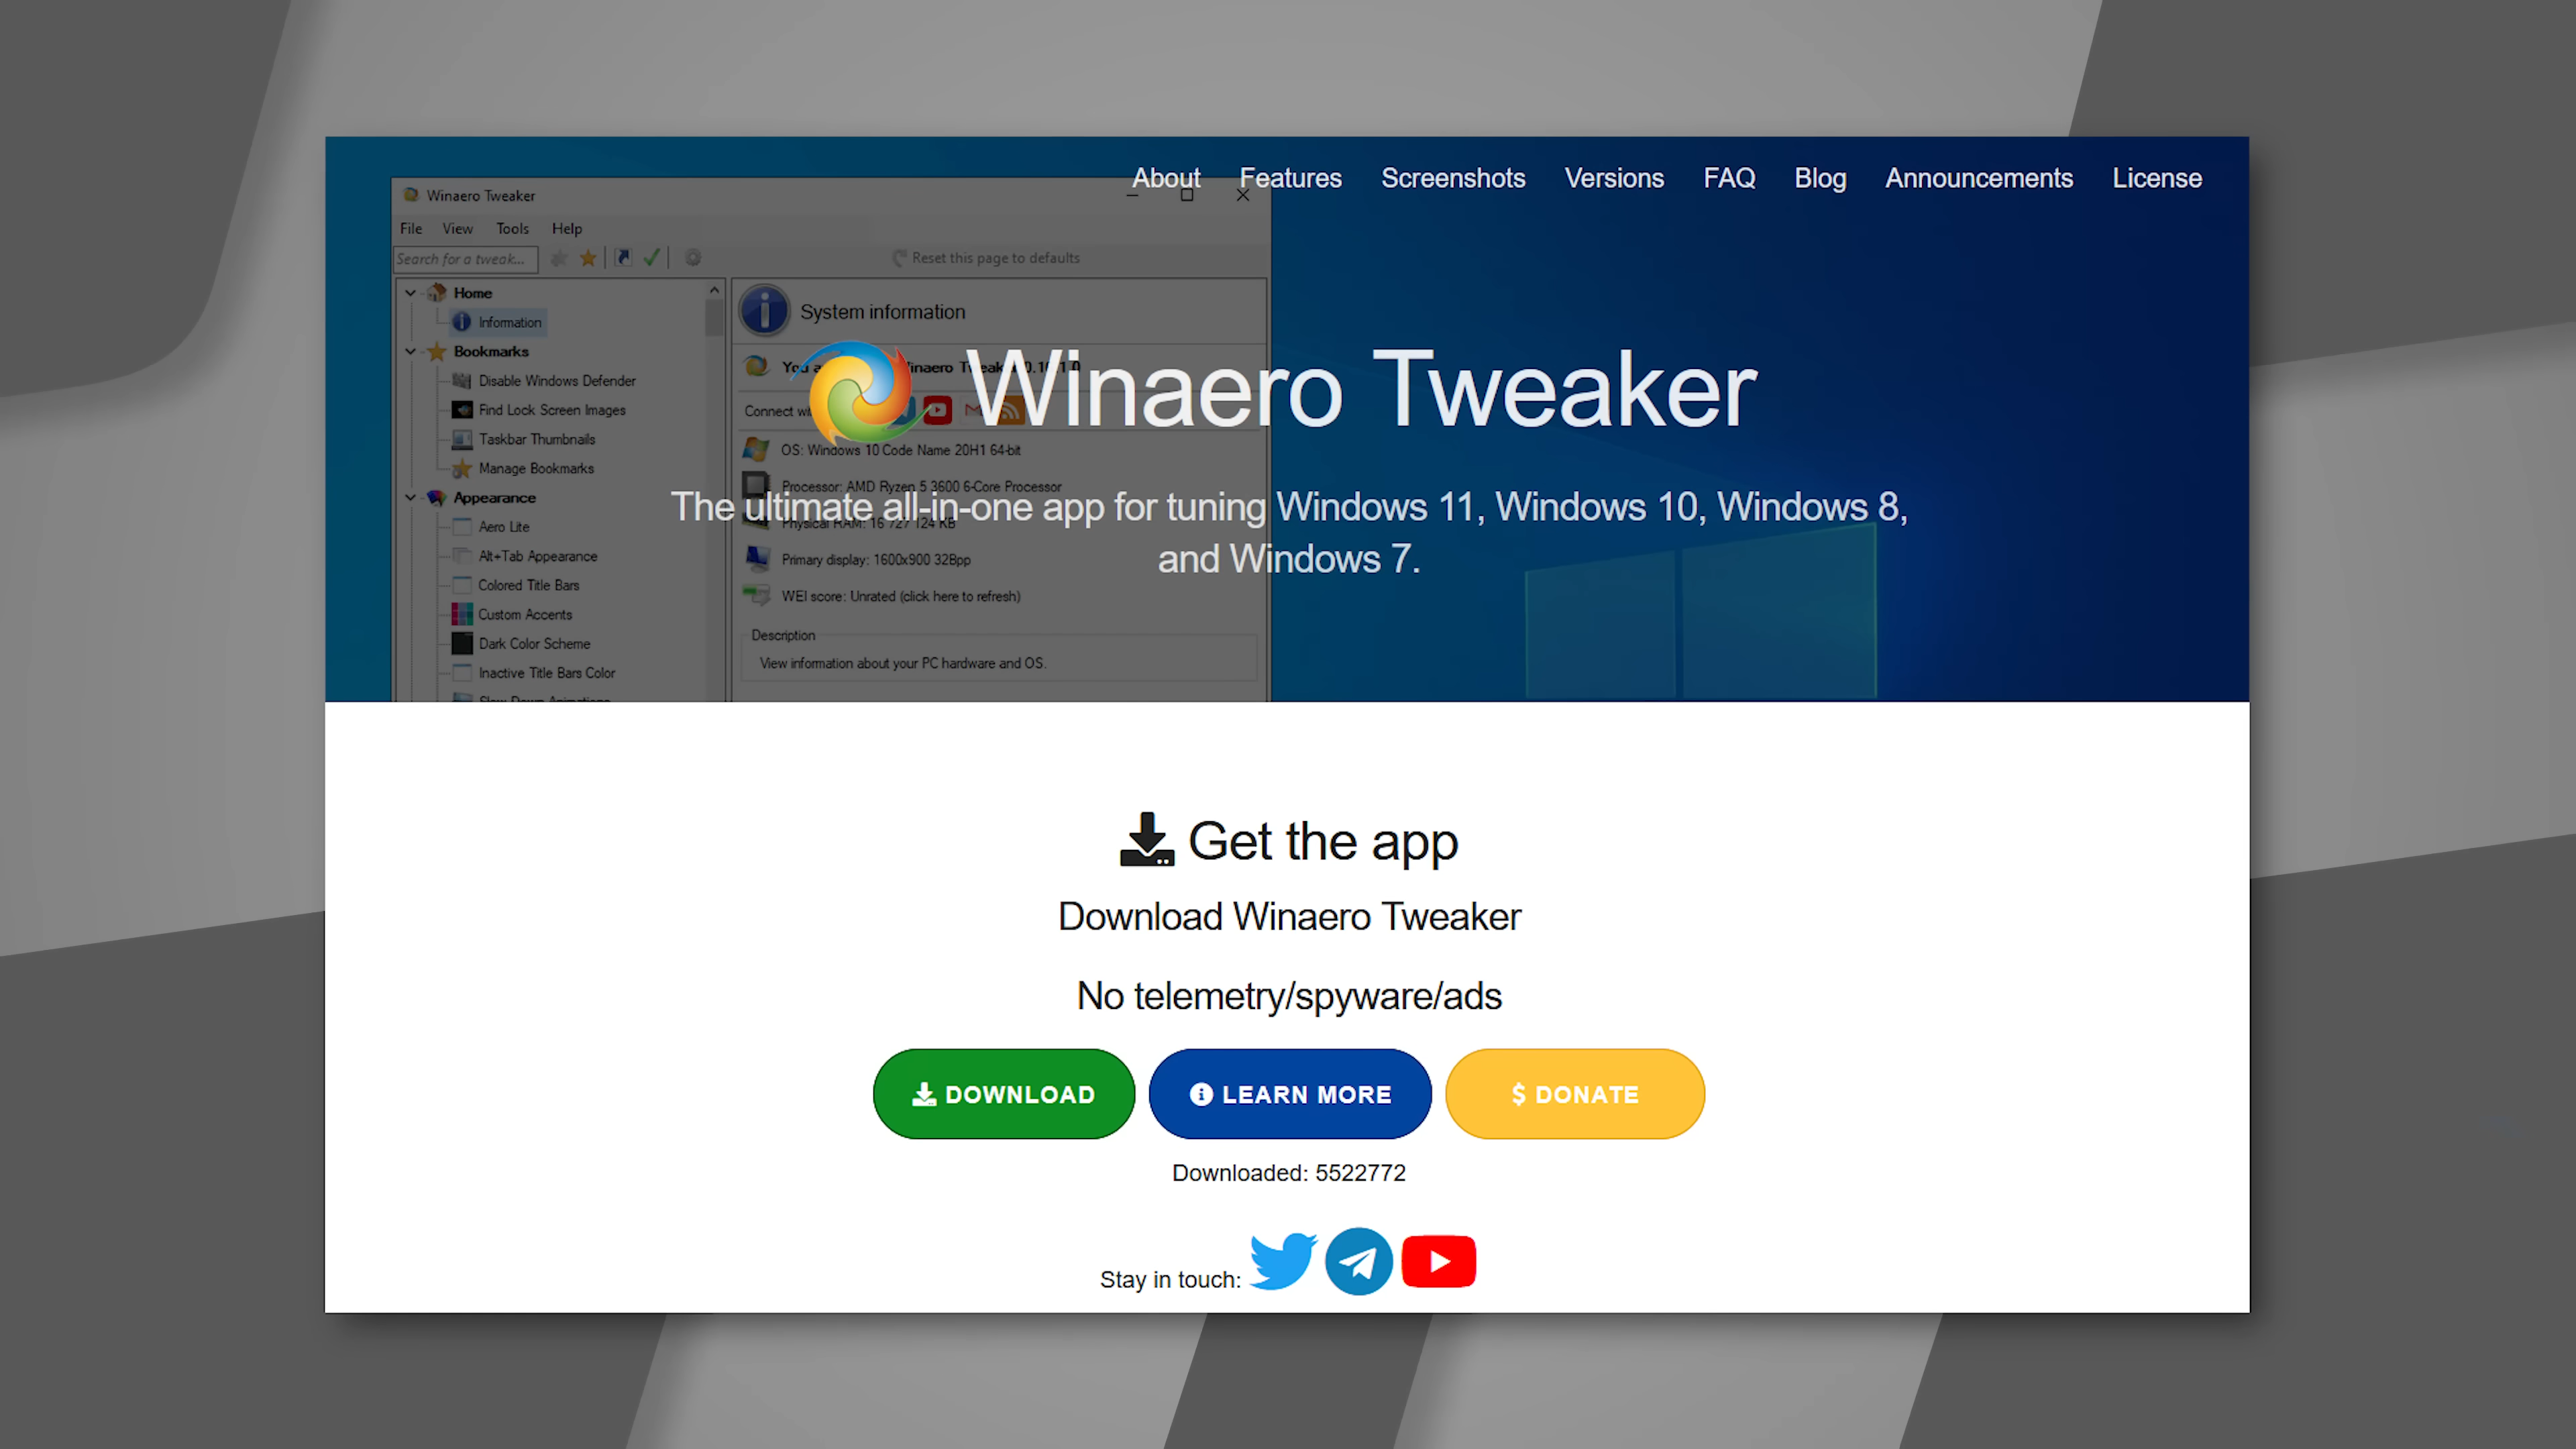 About Features Screenshots Versions FAQ Blog Announcements License
Winaero Tweaker
File View Tools Help
Search for a tweak...
Reset this page to defaults
Home
Information
Bookmarks
Disable Windows Defender
Find Lock Screen Images
Taskbar Thumbnails
Manage Bookmarks
Appearance
Aero Lite
Alt+Tab Appearance
Colored Title Bars
Custom Accents
Dark Color Scheme
Inactive Title Bars Color
System information
OS: Windows 10 Code Name 20H1 64-bit
Processor: AMD Ryzen 5 3600 6-Core Processor
Physical RAM: 16 727 124 KB
Primary display: 1600x900 32Bpp
WEI score: Unrated (click here to refresh)
Description
View information about your PC hardware and OS.
Winaero Tweaker
The ultimate all-in-one app for tuning Windows 11, Windows 10, Windows 8,
and Windows 7.
Get the app
Download Winaero Tweaker
No telemetry/spyware/ads
DOWNLOAD
LEARN MORE
$ DONATE
Downloaded: 5522772
Stay in touch: